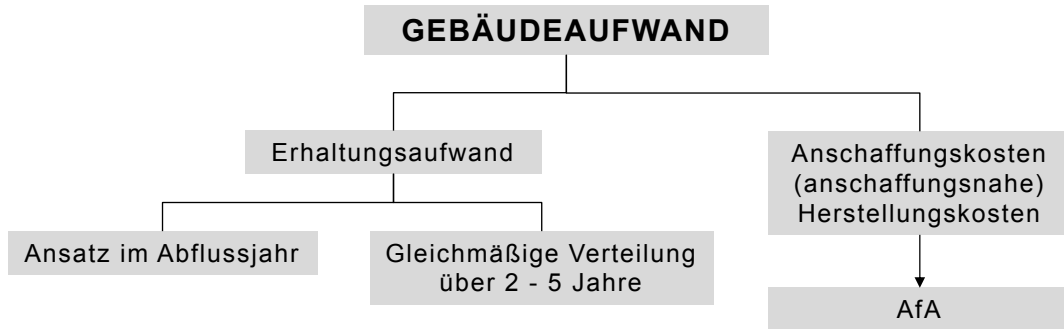 GEBÄUDEAUFWAND
Erhaltungsaufwand
Anschaffungskosten
(anschaffungsnahe)
Herstellungskosten
Ansatz im Abflussjahr
Gleichmäßige Verteilung
über 2 - 5 Jahre
AfA